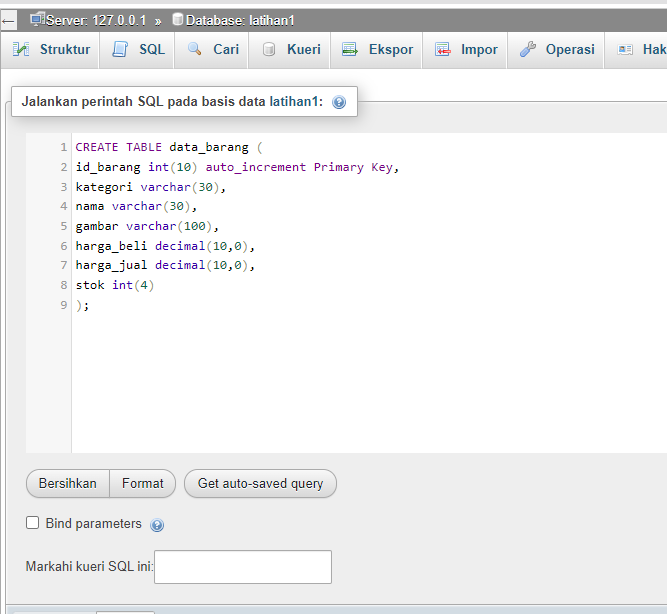 Server: 127.0.0.1 » Database: latihan1
Struktur SQL Cari Kueri Ekspor Impor Operasi Hak
Jalankan perintah SQL pada basis data latihan1:
1 CREATE TABLE data_barang (
2 id_barang int(10) auto_increment Primary Key,
3 kategori varchar(30),
4 nama varchar(30),
5 gambar varchar(100),
6 harga_beli decimal(10,0),
7 harga_jual decimal(10,0),
8 stok int(4)
9 );
Bersihkan Format Get auto-saved query
Bind parameters
Markahi kueri SQL ini: